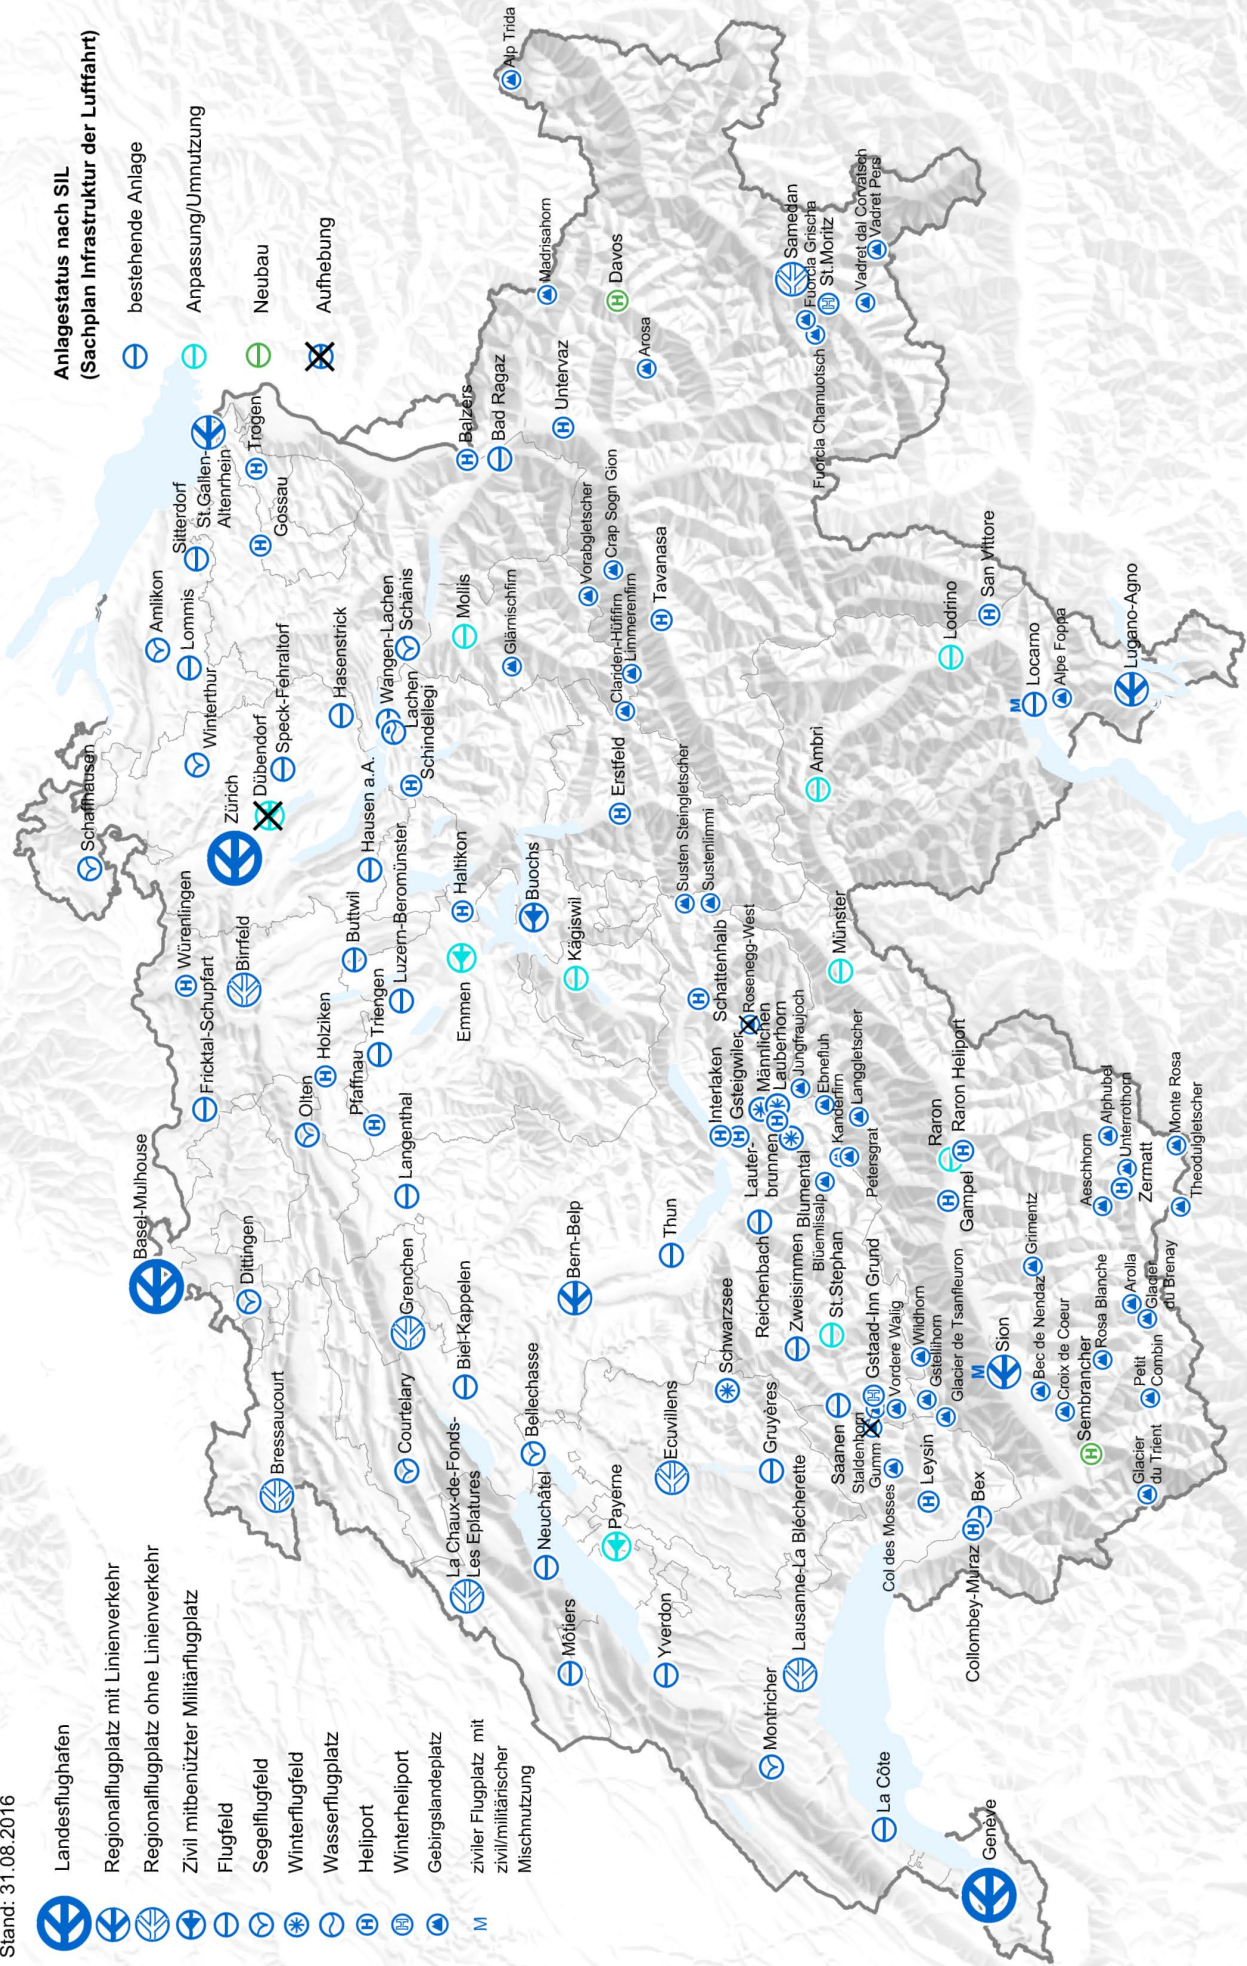 Stand: 31.08.2016
Landesflughafen
Regionalflugplatz mit Linienverkehr
Regionalflugplatz ohne Linienverkehr
Zivil mitbenützter Militärflugplatz
Flugfeld
Segelflugfeld
Winterflugfeld
Wasserflugplatz
Heliport
Winterheliport
Gebirgslandeplatz
M
ziviler Flugplatz mit
zivil/militärischer
Mischnutzung
Anlagestatus nach SIL
(Sachplan Infrastruktur der Luftfahrt)
bestehende Anlage
Anpassung/Umnutzung
Neubau
Aufhebung
Schaffhausen
Basel-Mulhouse
Amlikon
Würenlingen
Lommis
Sitterdorf
St.Gallen-
Altenrhein
Fricktal-Schupfart
Winterthur
Zürich
Dittingen
Birrfeld
Dübendorf
Trogen
Gossau
Bressaucourt
Speck-Fehraltorf
Olten
Holziken
Hasenstrick
Buttwil
Hausen a.A.
Pfaffnau
Triengen
Wangen-Lachen
Lachen
Schänis
Langenthal
Luzern-Beromünster
Schindellegi
Courtelary
Grenchen
La Chaux-de-Fonds-
Les Eplatures
Biel-Kappelen
Emmen
Haltikon
Mollis
Balzers
Bad Ragaz
Alp Trida
Glärnischfirn
Bellechasse
Buochs
Madrisahorn
Neuchâtel
Môtiers
Bern-Belp
Kägiswil
Untervaz
Vorabgletscher
Crap Sogn Gion
Davos
Payerne
Erstfeld
Clariden-Hüfifirn
Limmerenfirn
Arosa
Yverdon
Ecuvillens
Thun
Tavanasa
Susten Steingletscher
Sustenlimmi
Schattenhalb
Schwarzsee
Interlaken
Gsteigwiler
Rosenegg-West
Männlichen
Lauberhorn
Lauter-
brunnen
Reichenbach
Montricher
Gruyères
Jungfraujoch
Blumental
Zweisimmen
Samedan
Fuorcla Grischa
St.Moritz
Fuorcla Chamuotsch
Lausanne-La Blécherette
Ebnefluh
Kanderfirn
Blüemlisalp
St.Stephan
Ambri
Münster
Saanen
Petersgrat
Langgletscher
Vadret dal Corvatsch
Vadret Pers
Staldenhorn
Gumm
Gstaad-Inn Grund
Vordere Walig
La Côte
Col des Mosses
Wildhorn
Gstellihorn
Leysin
Glacier de Tsanfleuron
Raron
Raron Heliport
Gampel
Lodrino
San Vittore
Collombey-Muraz
Bex
Genève
M
Sion
Grimentz
Bec de Nendaz
Croix de Coeur
M
Locarno
Alpe Foppa
Sembrancher
Rosa Blanche
Aeschhorn
Alphubel
Unterrothorn
Zermatt
Lugano-Agno
Arolla
Glacier
du Brenay
Petit
Combin
Glacier
du Trient
Monte Rosa
Theodulgletscher